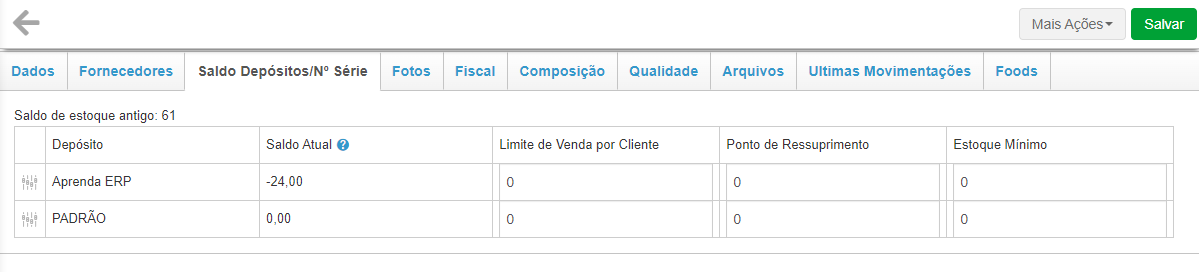 Mais Ações
Salvar
Dados Fornecedores Saldo Depósitos/Nº Série Fotos Fiscal Composição Qualidade Arquivos Ultimas Movimentações Foods
Saldo de estoque antigo: 61
Depósito Saldo Atual ? Limite de Venda por Cliente Ponto de Ressuprimento Estoque Mínimo
Aprenda ERP -24,00 0 0 0
PADRÃO 0,00 0 0 0